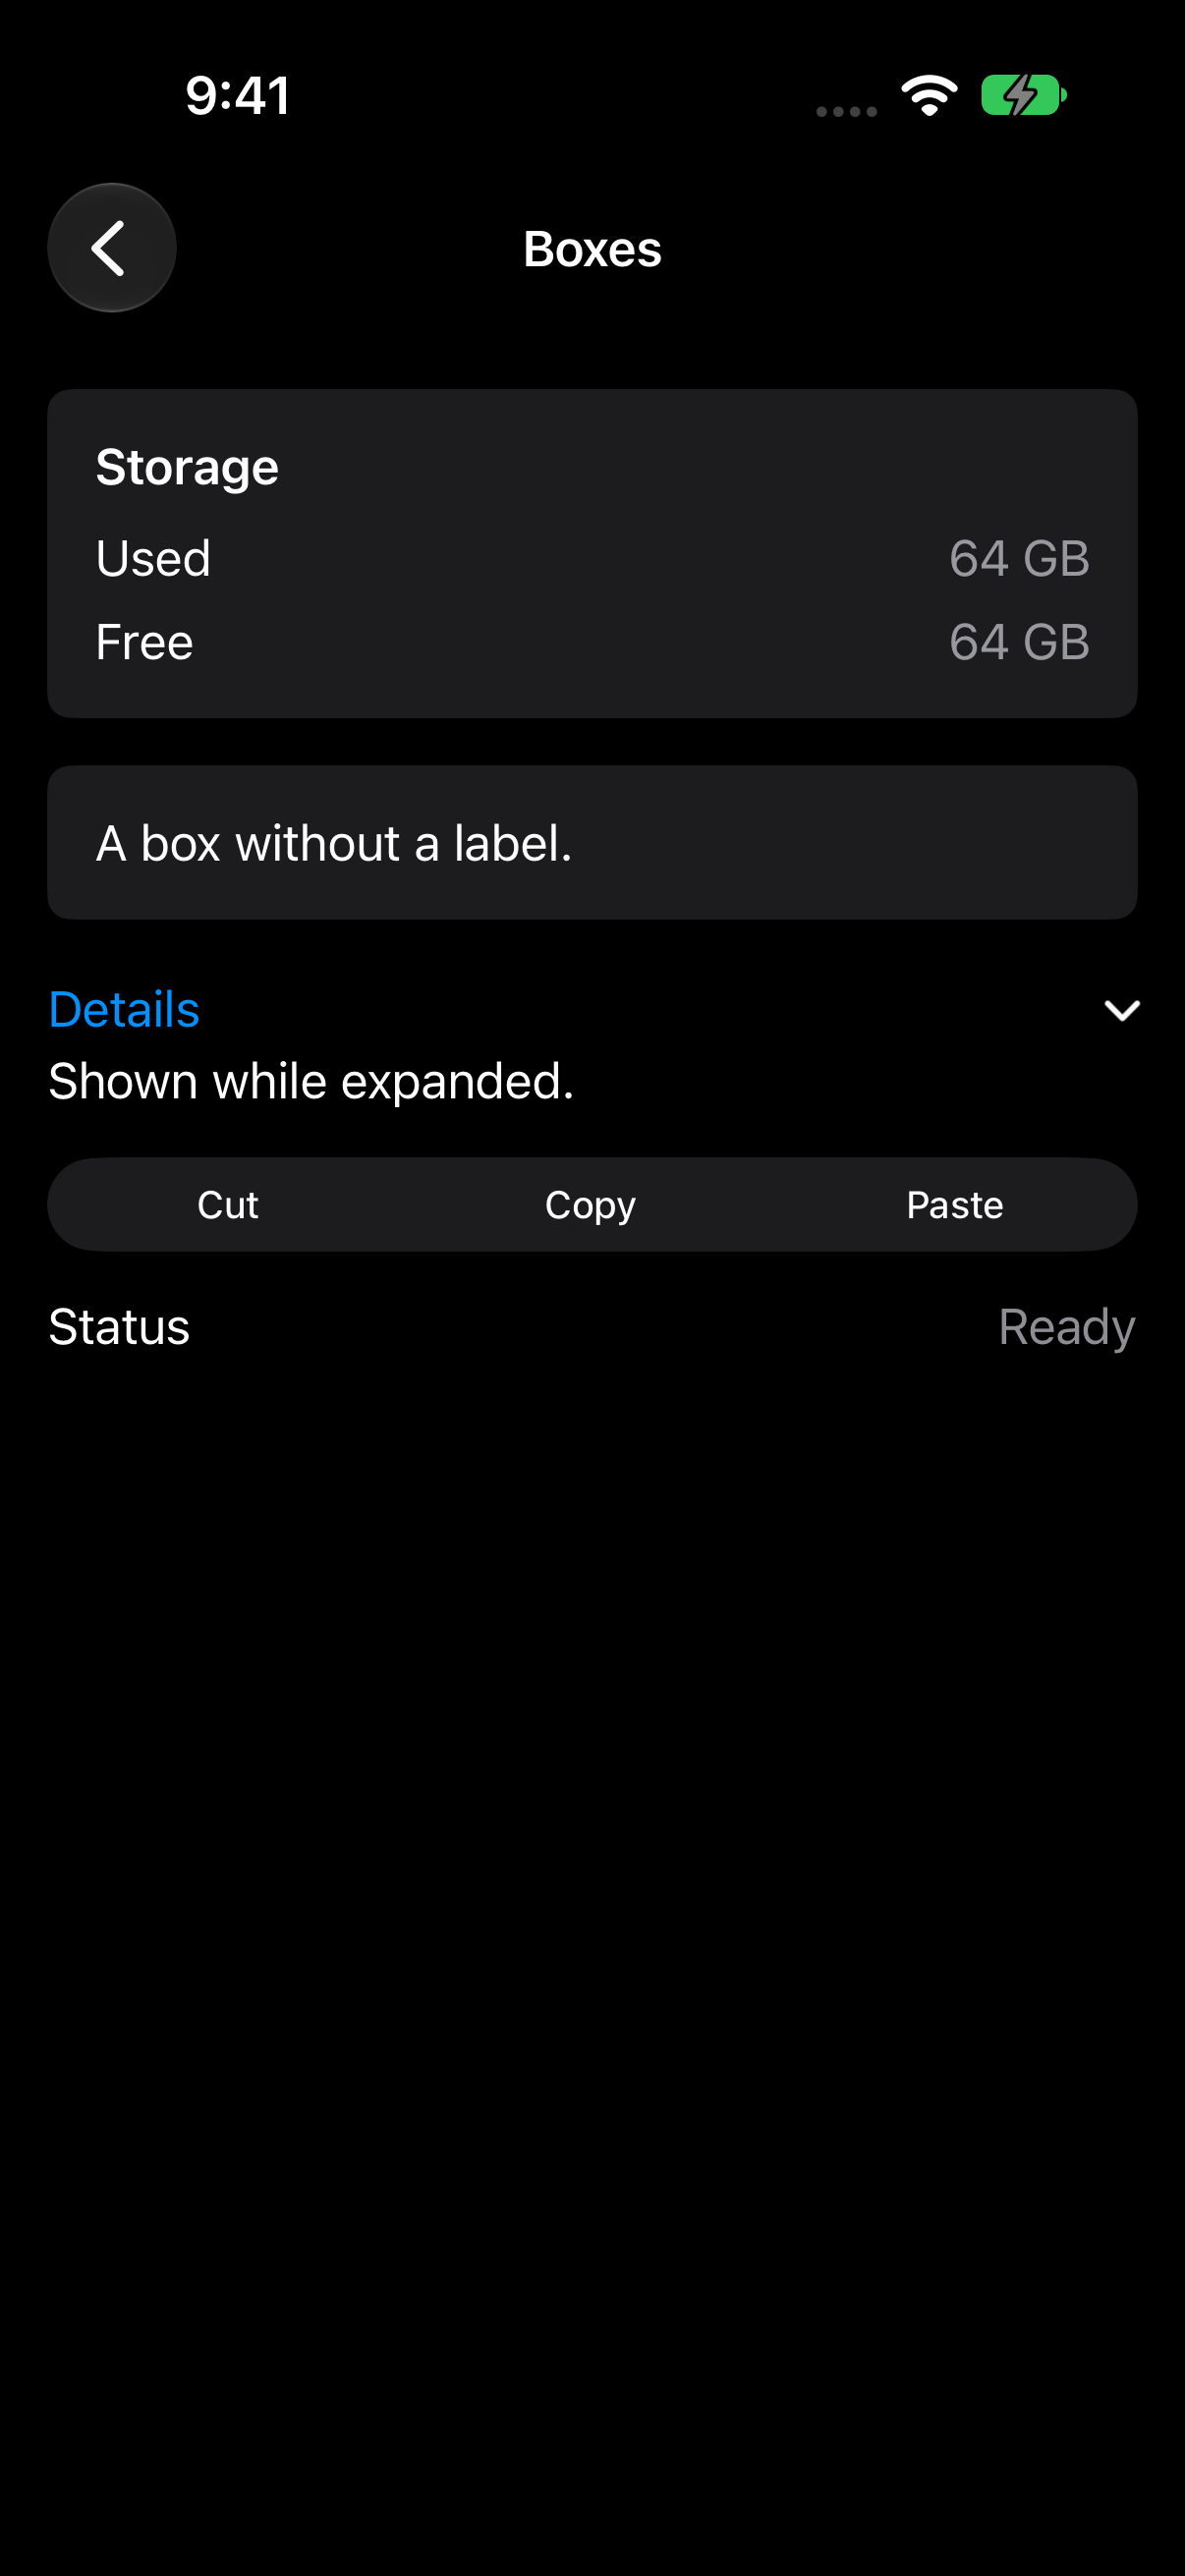 9:41
Boxes
Storage
Used 64 GB
Free 64 GB
A box without a label.
Details
Shown while expanded.
Cut Copy Paste
Status Ready